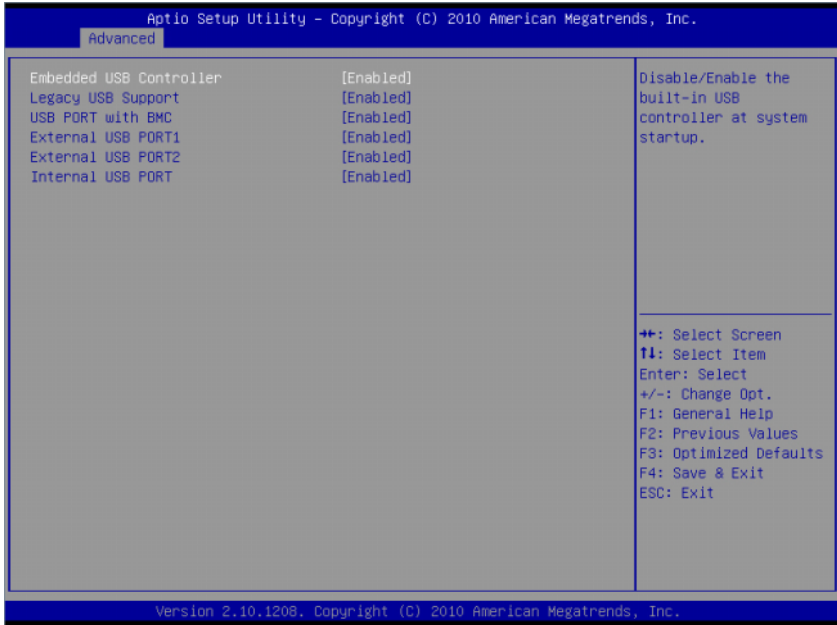 Aptio Setup Utility – Copyright (C) 2010 American Megatrends, Inc.
Advanced
Embedded USB Controller [Enabled]
Legacy USB Support [Enabled]
USB PORT with BMC [Enabled]
External USB PORT1 [Enabled]
External USB PORT2 [Enabled]
Internal USB PORT [Enabled]
Disable/Enable the
built-in USB
controller at system
startup.
→←: Select Screen
↑↓: Select Item
Enter: Select
+/-: Change Opt.
F1: General Help
F2: Previous Values
F3: Optimized Defaults
F4: Save & Exit
ESC: Exit
Version 2.10.1208. Copyright (C) 2010 American Megatrends, Inc.